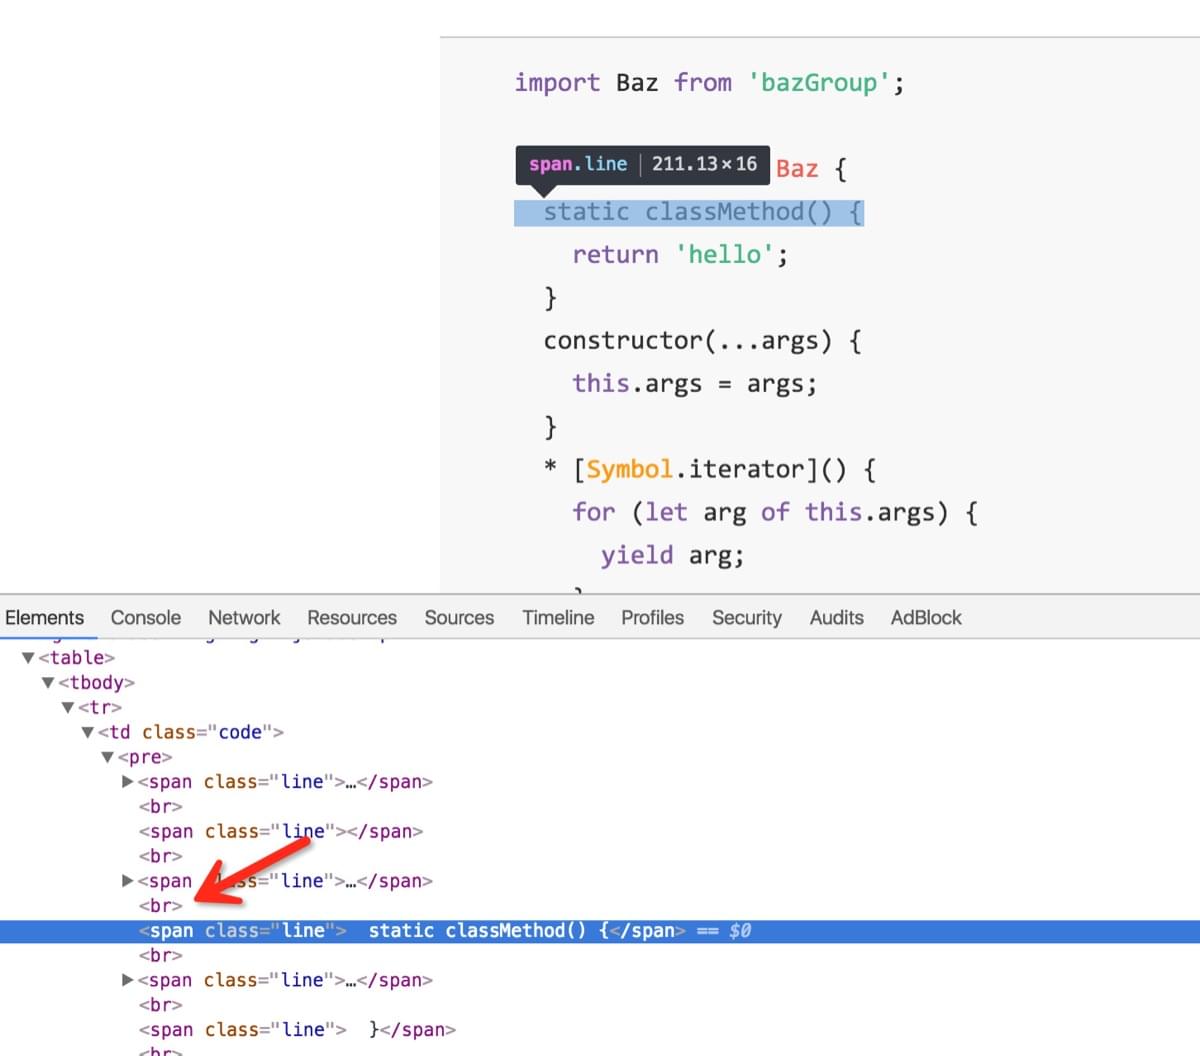 import Baz from 'bazGroup';
span.line | 211.13×16
Baz {
static classMethod() {
return 'hello';
}
constructor(...args) {
this.args = args;
}
* [Symbol.iterator]() {
for (let arg of this.args) {
yield arg;
Elements Console Network Resources Sources Timeline Profiles Security Audits AdBlock
▼<table>
▼<tbody>
▼<tr>
▼<td class="code">
▼<pre>
▶<span class="line">…</span>
<br>
<span class="line"></span>
<br>
▶<span class="line">…</span>
<br>
<span class="line">  static classMethod() {</span> == $0
<br>
▶<span class="line">…</span>
<br>
<span class="line">  }</span>
<br>